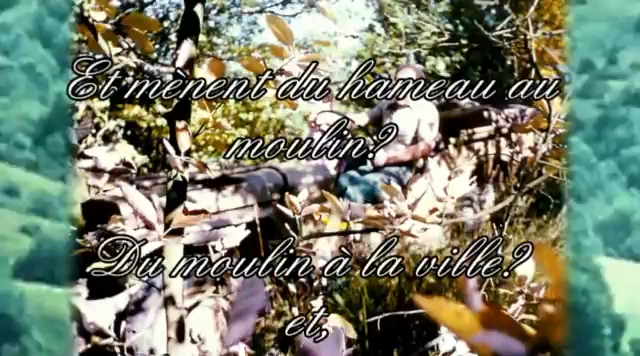 Et mènent du hameau au
moulin?
Du moulin à la ville?
et,